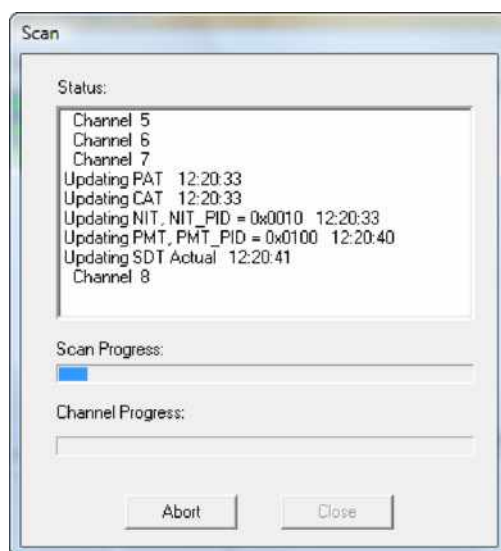 Scan
Status:
Channel 5
Channel 6
Channel 7
Updating PAT 12:20:33
Updating CAT 12:20:33
Updating NIT, NIT_PID = 0x0010 12:20:33
Updating PMT, PMT_PID = 0x0100 12:20:40
Updating SDT Actual 12:20:41
Channel 8
Scan Progress:
Channel Progress:
Abort
Close